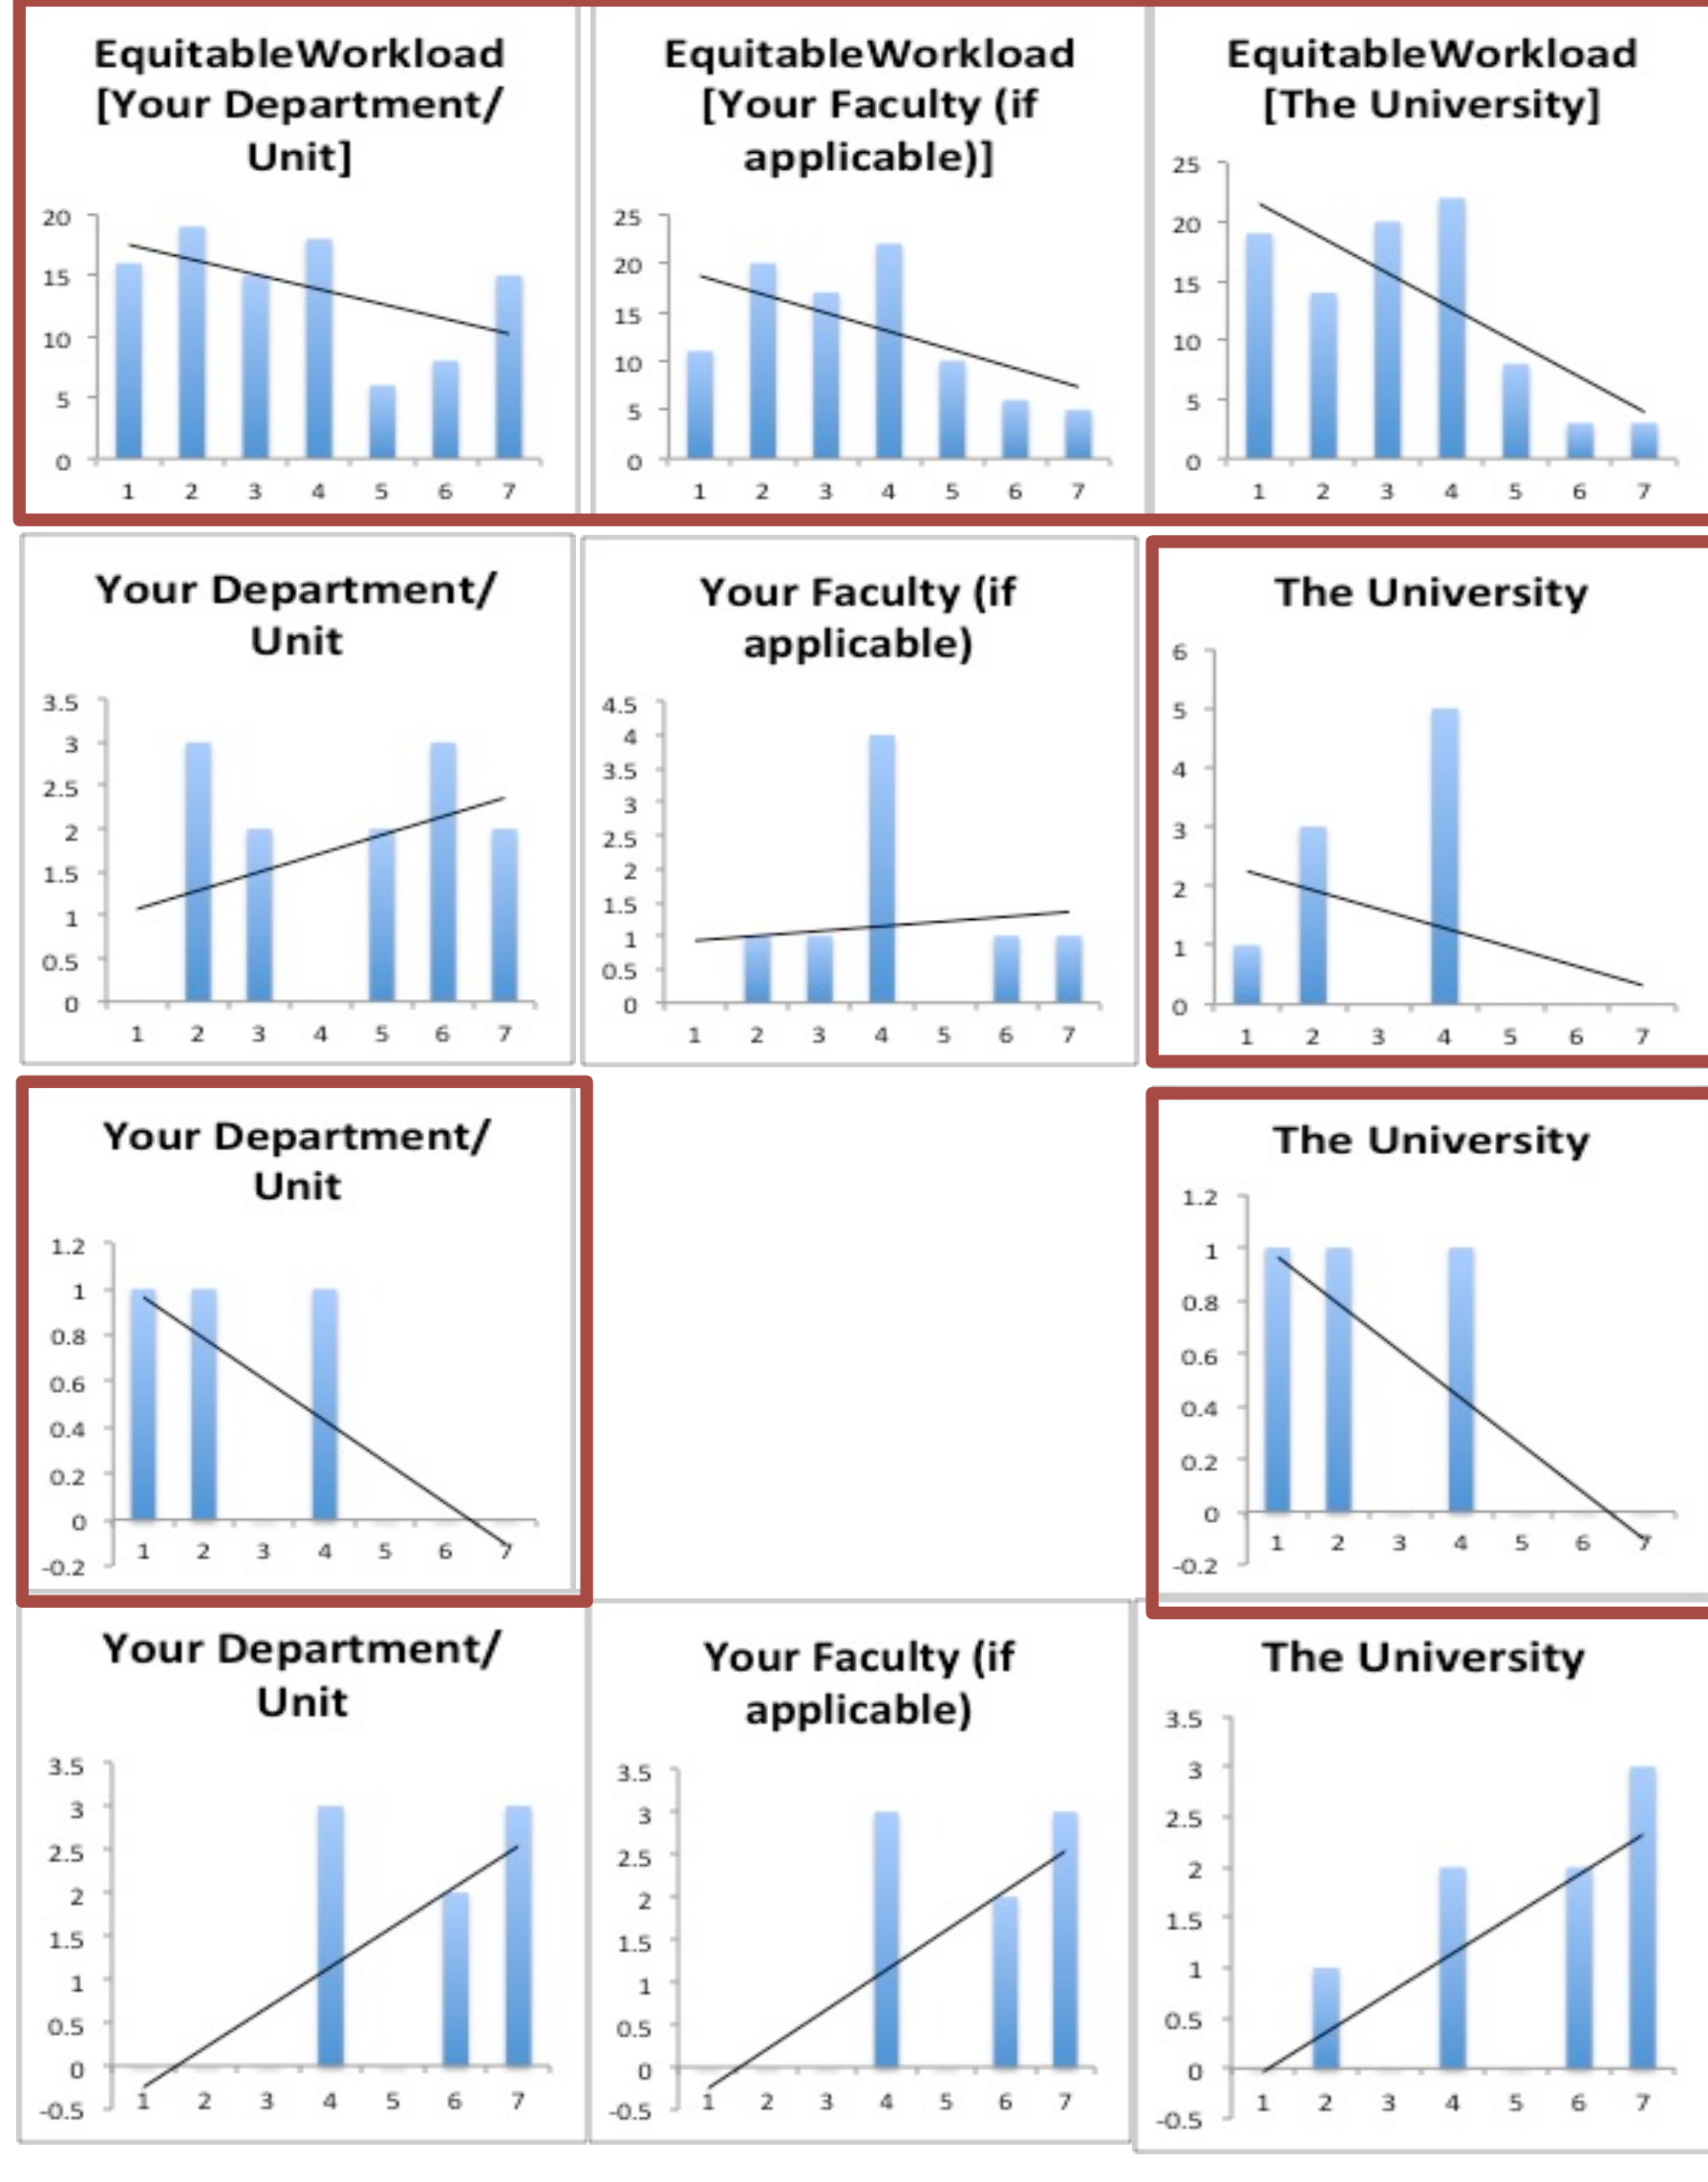 EquitableWorkload
[Your Department/
Unit]
20
15
10
5
0
1 2 3 4 5 6 7
EquitableWorkload
[Your Faculty (if
applicable)]
25
20
15
10
5
0
1 2 3 4 5 6 7
EquitableWorkload
[The University]
25
20
15
10
5
0
1 2 3 4 5 6 7
Your Department/
Unit
3.5
3
2.5
2
1.5
1
0.5
0
1 2 3 4 5 6 7
Your Faculty (if
applicable)
4.5
4
3.5
3
2.5
2
1.5
1
0.5
0
1 2 3 4 5 6 7
The University
6
5
4
3
2
1
0
1 2 3 4 5 6 7
Your Department/
Unit
1.2
1
0.8
0.6
0.4
0.2
0
-0.2
1 2 3 4 5 6 7
The University
1.2
1
0.8
0.6
0.4
0.2
0
-0.2
1 2 3 4 5 6 7
Your Department/
Unit
3.5
3
2.5
2
1.5
1
0.5
0
-0.5
1 2 3 4 5 6 7
Your Faculty (if
applicable)
3.5
3
2.5
2
1.5
1
0.5
0
-0.5
1 2 3 4 5 6 7
The University
3.5
3
2.5
2
1.5
1
0.5
0
-0.5
1 2 3 4 5 6 7